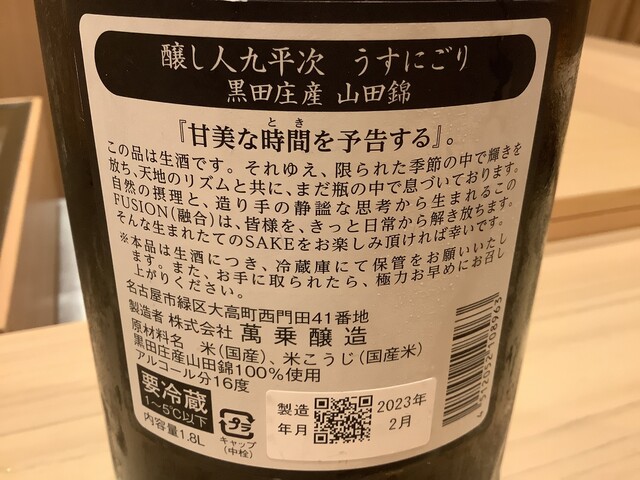 醸し人九平次 うすにごり
黒田庄産 山田錦
『甘美な時間を予告する』。
とき
この品は生酒です。それゆえ、限られた季節の中で輝きを
放ち、天地のリズムと共に、まだ瓶の中で息づいております。
自然の摂理と、造り手の静謐な思考から生まれるこの
FUSION(融合)は、皆様を、きっと日常から解き放ちます。
そんな生まれたてのSAKEをお楽しみ頂ければ幸いです。
※本品は生酒につき、冷蔵庫にて保管をお願いいたし
ます。また、お手に取られたら、極力お早めにお召し
上がりください。
名古屋市緑区大高町西門田41番地
製造者 株式会社 萬乗醸造
原材料名 米(国産)、米こうじ(国産米)
黒田庄産山田錦100%使用
アルコール分16度
要冷蔵
1~5℃以下
内容量1.8L
プラ
キャップ
(中栓)
製造
年月
2023年
2月